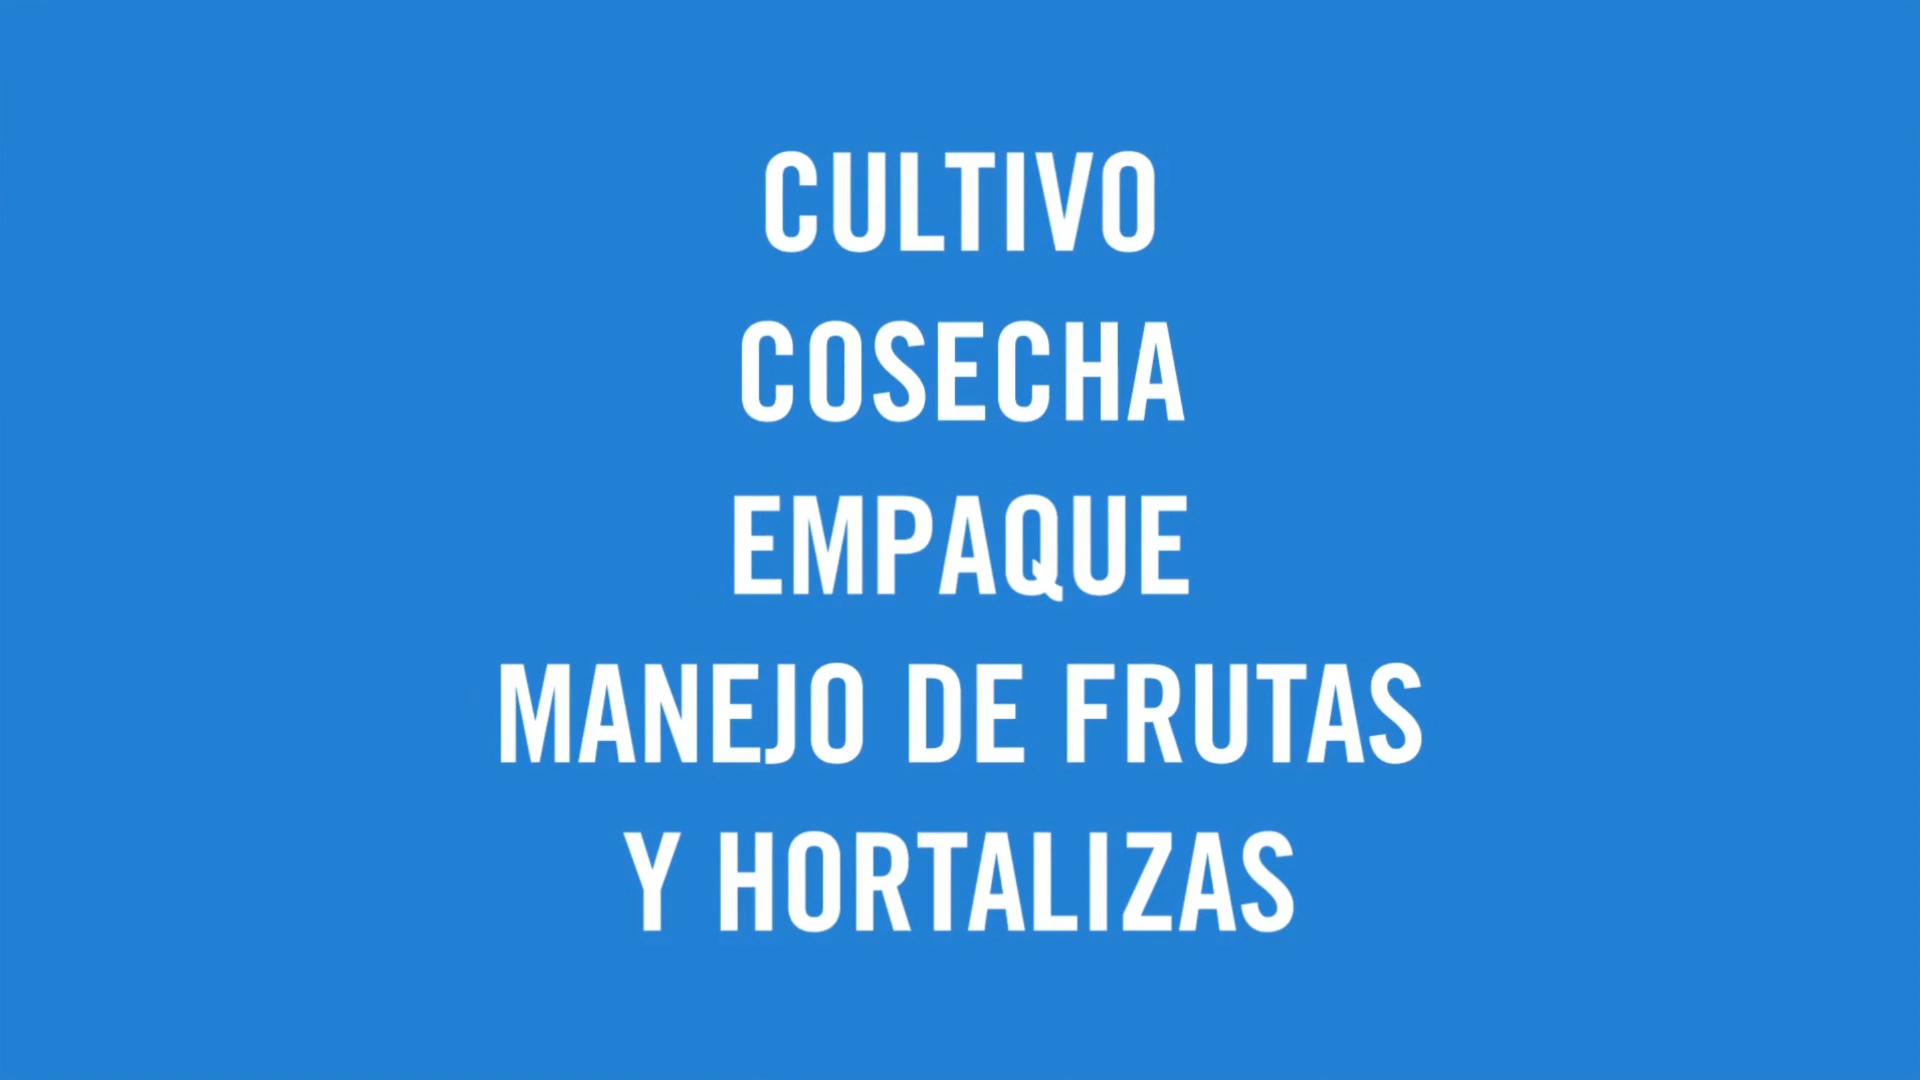 CULTIVO
COSECHA
EMPAQUE
MANEJO DE FRUTAS
Y HORTALIZAS